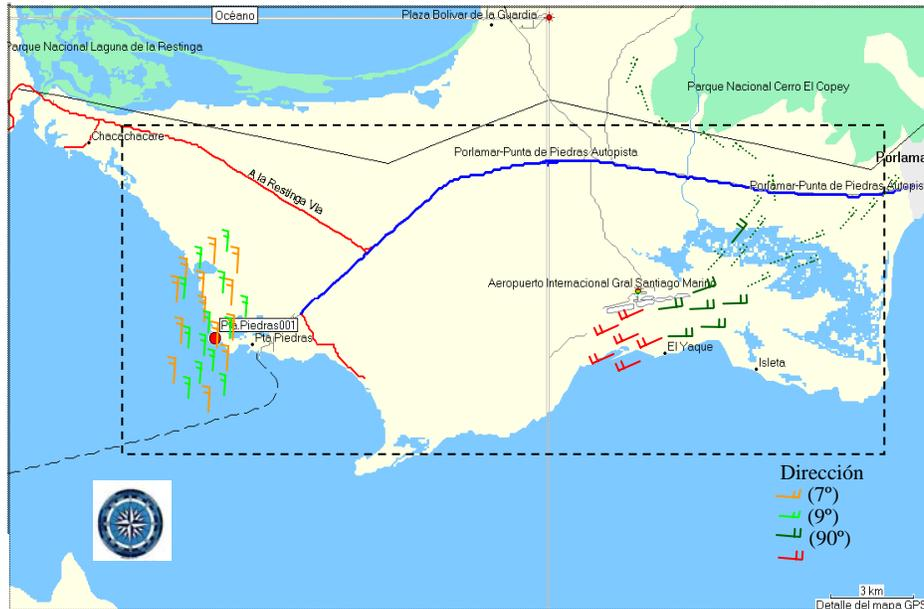 Océano
Plaza Bolivar de la Guardia
Parque Nacional Laguna de la Restinga
Parque Nacional Cerro El Copey
Chacachacare
Porlamar-Punta de Piedras Autopista
Porlama
A la Restinga Via
Porlamar-Punta de Piedras Autopis
Aeropuerto Internacional Gral Santiago Marin
Pta.Piedras001
Pta Piedras
El Yaque
Isleta
Dirección
(7º)
(9º)
(90º)
3 km
Detalle del mapa GPS